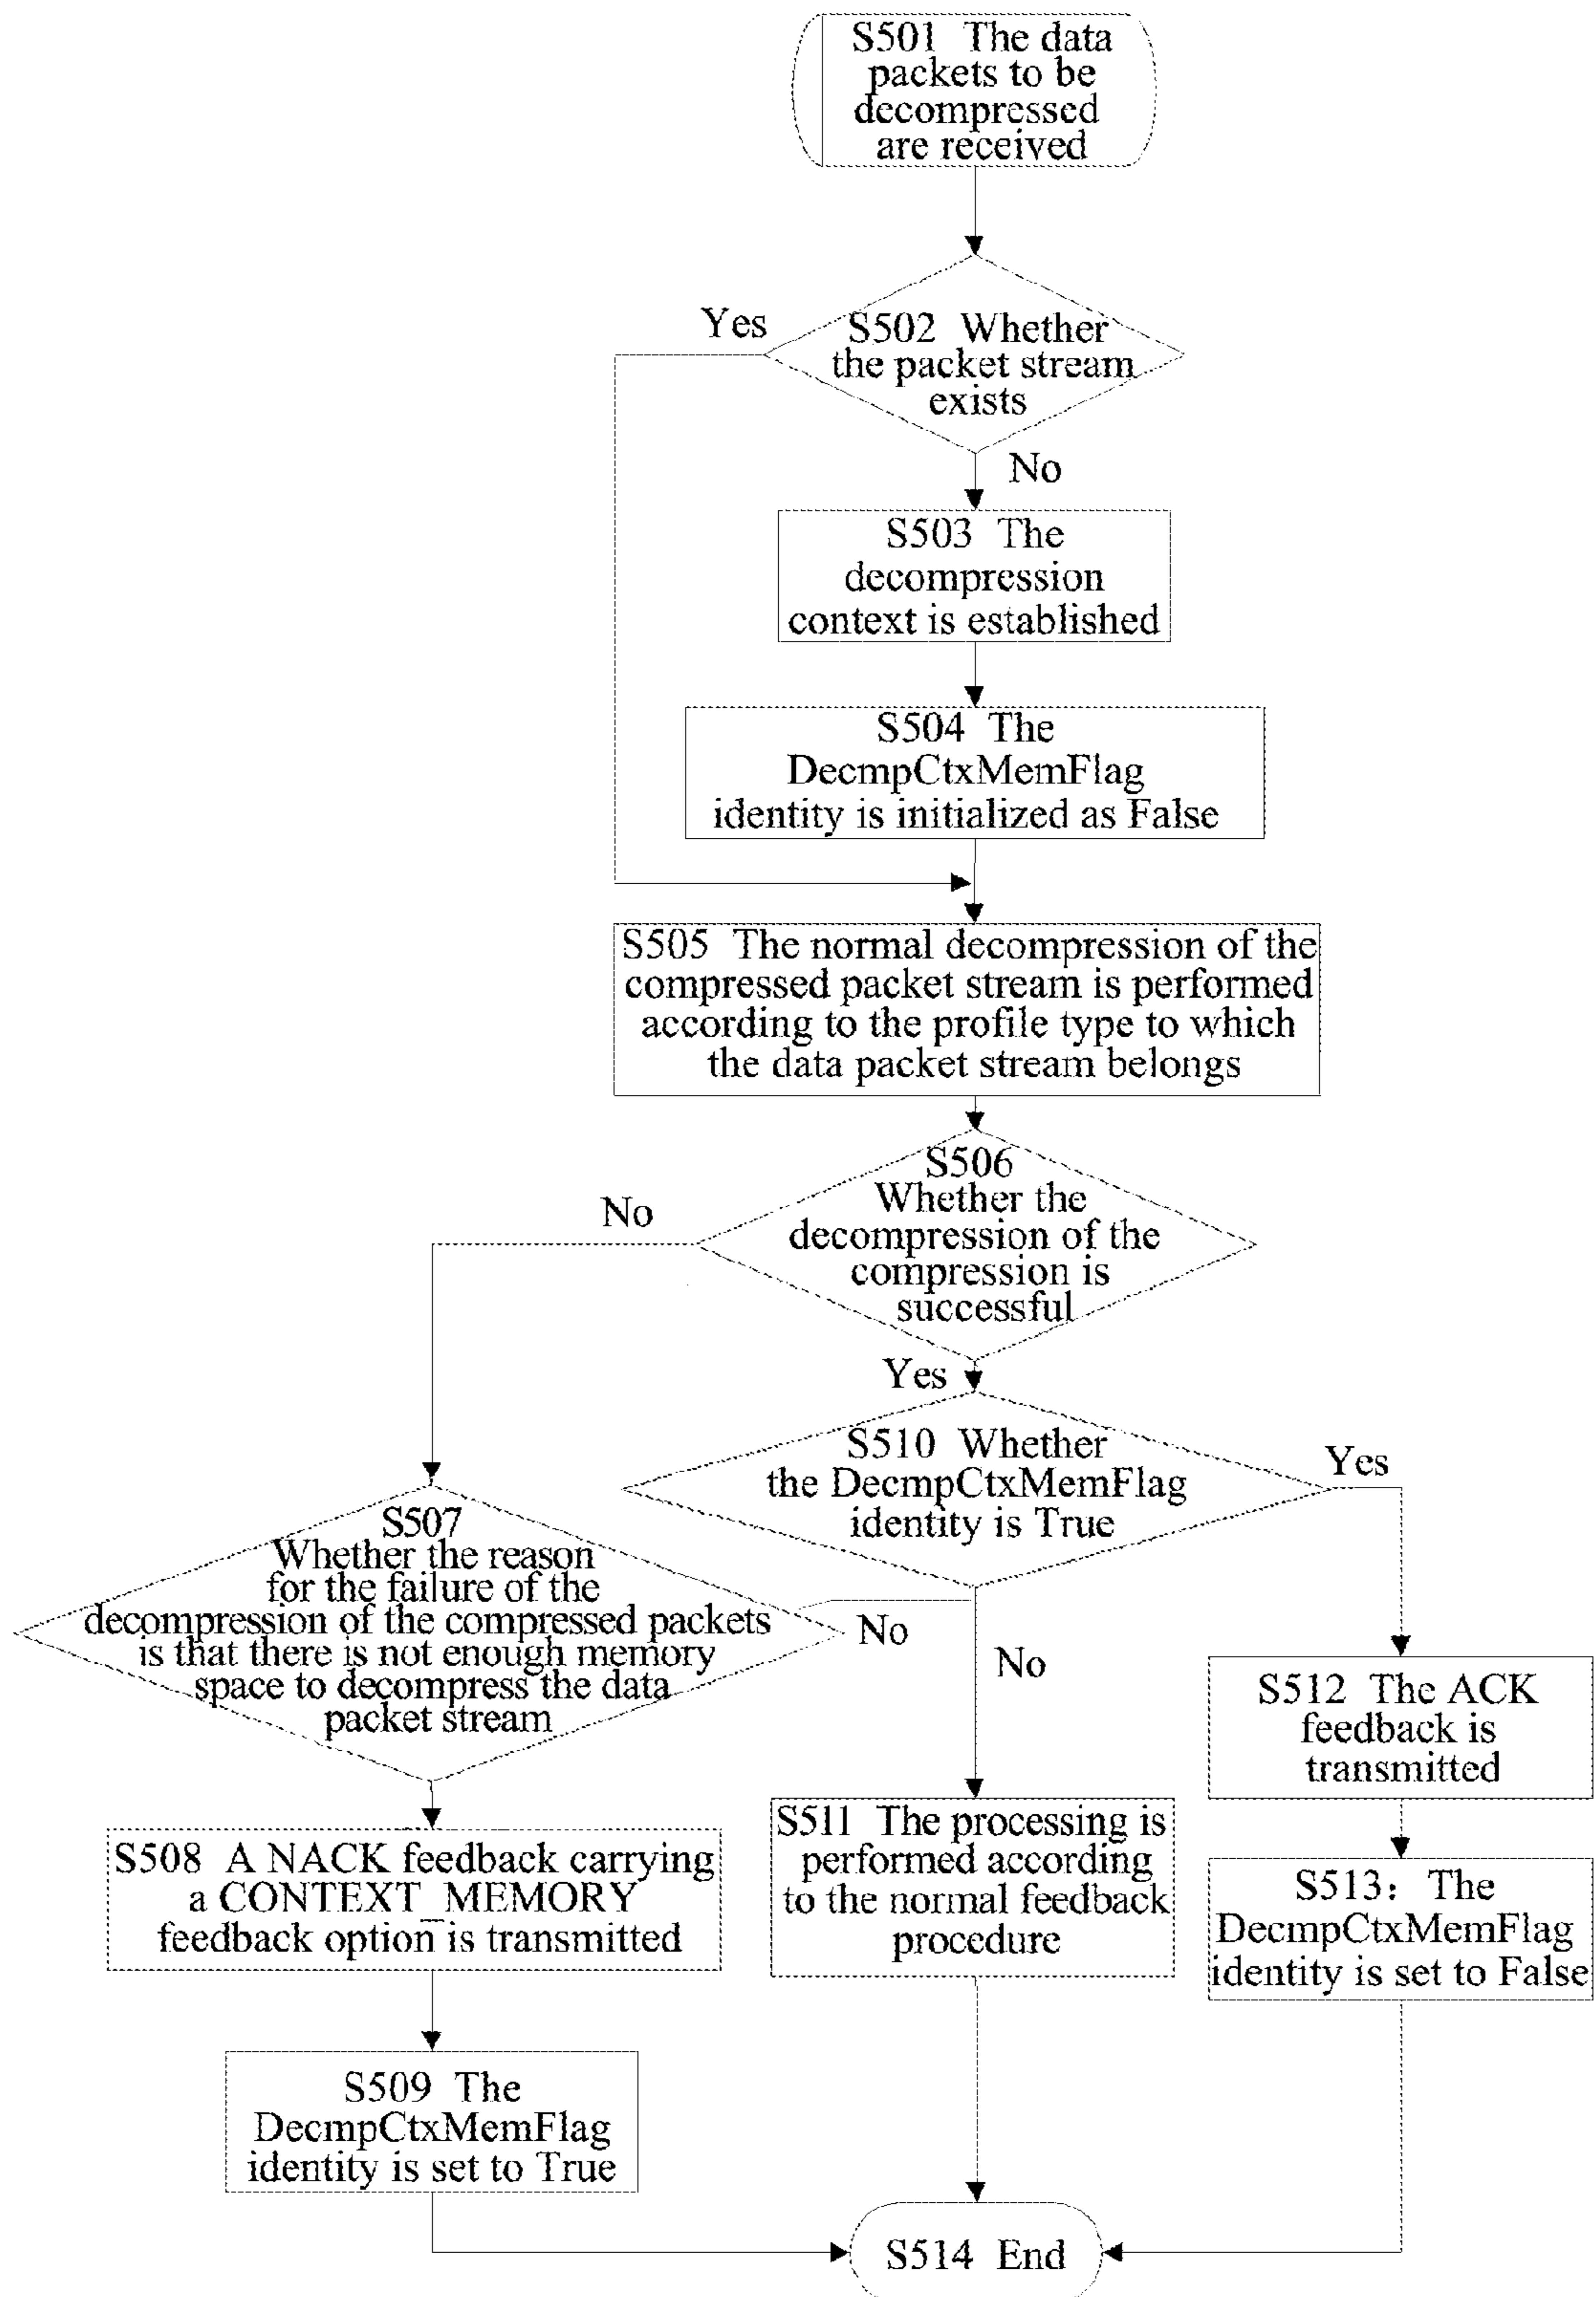 S501 The data
packets to be
decompressed
are received
Yes
S502 Whether
the packet stream
exists
No
S503 The
decompression
context is established
S504 The
DecmpCtxMemFlag
identity is initialized as False
S505 The normal decompression of the
compressed packet stream is performed
according to the profile type to which
the data packet stream belongs
S506
Whether the
decompression of the
compression is
successful
No
Yes
S510 Whether
the DecmpCtxMemFlag
identity is True
Yes
S507
Whether the reason
for the failure of the
decompression of the compressed packets
is that there is not enough memory
space to decompress the data
packet stream
No
No
S512 The ACK
feedback is
transmitted
S508 A NACK feedback carrying
a CONTEXT_MEMORY
feedback option is transmitted
S511 The processing is
performed according
to the normal feedback
procedure
S513: The
DecmpCtxMemFlag
identity is set to False
S509 The
DecmpCtxMemFlag
identity is set to True
S514 End